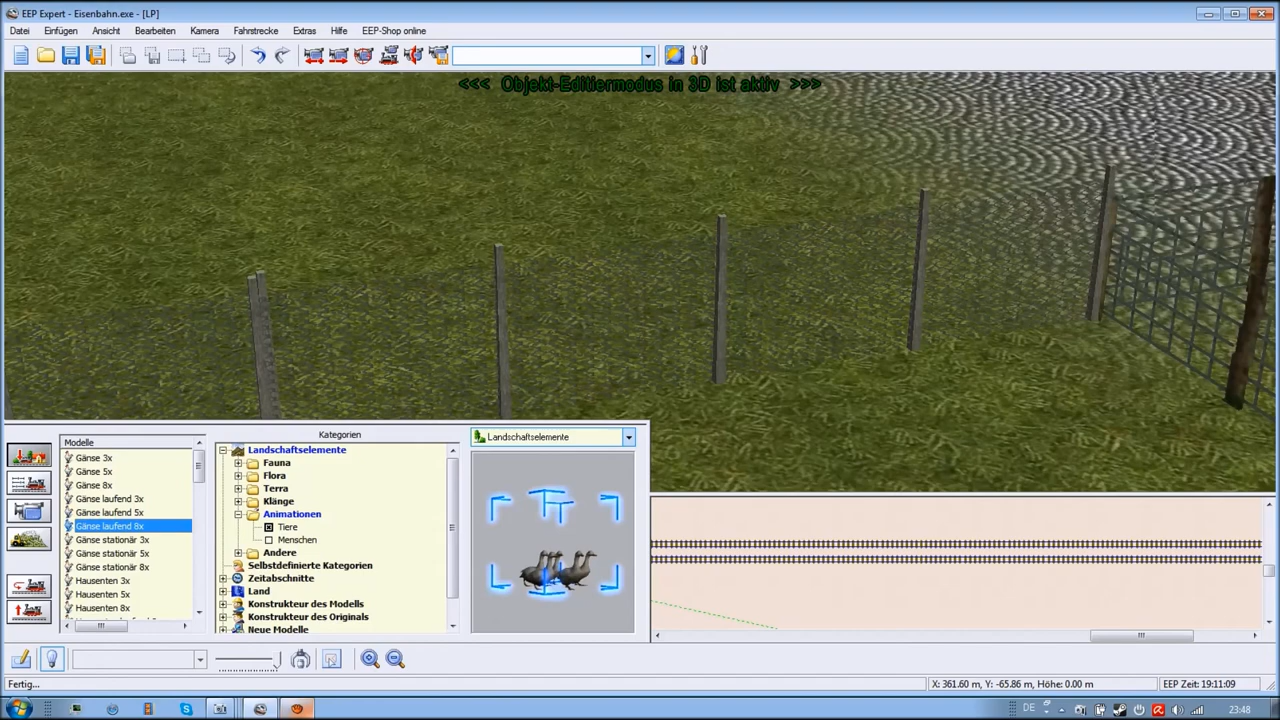 EEP Expert - Eisenbahn.exe - [LP]
Datei Einfügen Ansicht Bearbeiten Kamera Fahrstrecke Extras Hilfe EEP-Shop online
<<< Objekt-Editiermodus in 3D ist aktiv >>>
Modelle
Gänse 3x
Gänse 5x
Gänse 8x
Gänse laufend 3x
Gänse laufend 5x
Gänse laufend 8x
Gänse stationär 3x
Gänse stationär 5x
Gänse stationär 8x
Hausenten 3x
Hausenten 5x
Hausenten 8x
Kategorien
Landschaftselemente
Fauna
Flora
Terra
Klänge
Animationen
Tiere
Menschen
Andere
Selbstdefinierte Kategorien
Zeitabschnitte
Land
Konstrukteur des Modells
Konstrukteur des Originals
Neue Modelle
Landschaftselemente
Fertig...
X: 361.60 m, Y: -65.86 m, Höhe: 0.00 m
EEP Zeit: 19:11:09
DE
23:48